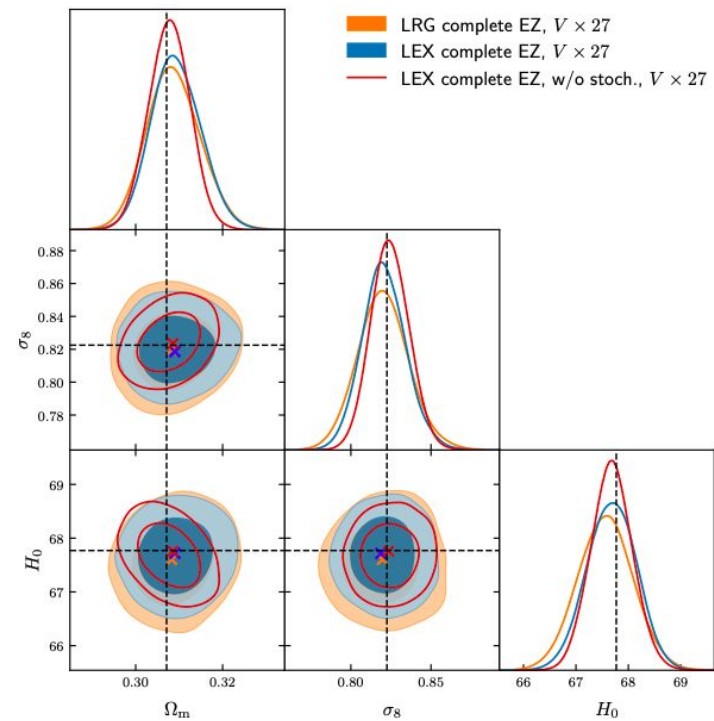 LRG complete EZ, V × 27
LEX complete EZ, V × 27
LEX complete EZ, w/o stoch., V × 27
0.88
0.86
0.84
0.82
0.80
0.78
σ₈
69
68
67
66
H₀
0.30 0.32
0.80 0.85
66 67 68 69
Ωₘ
σ₈
H₀